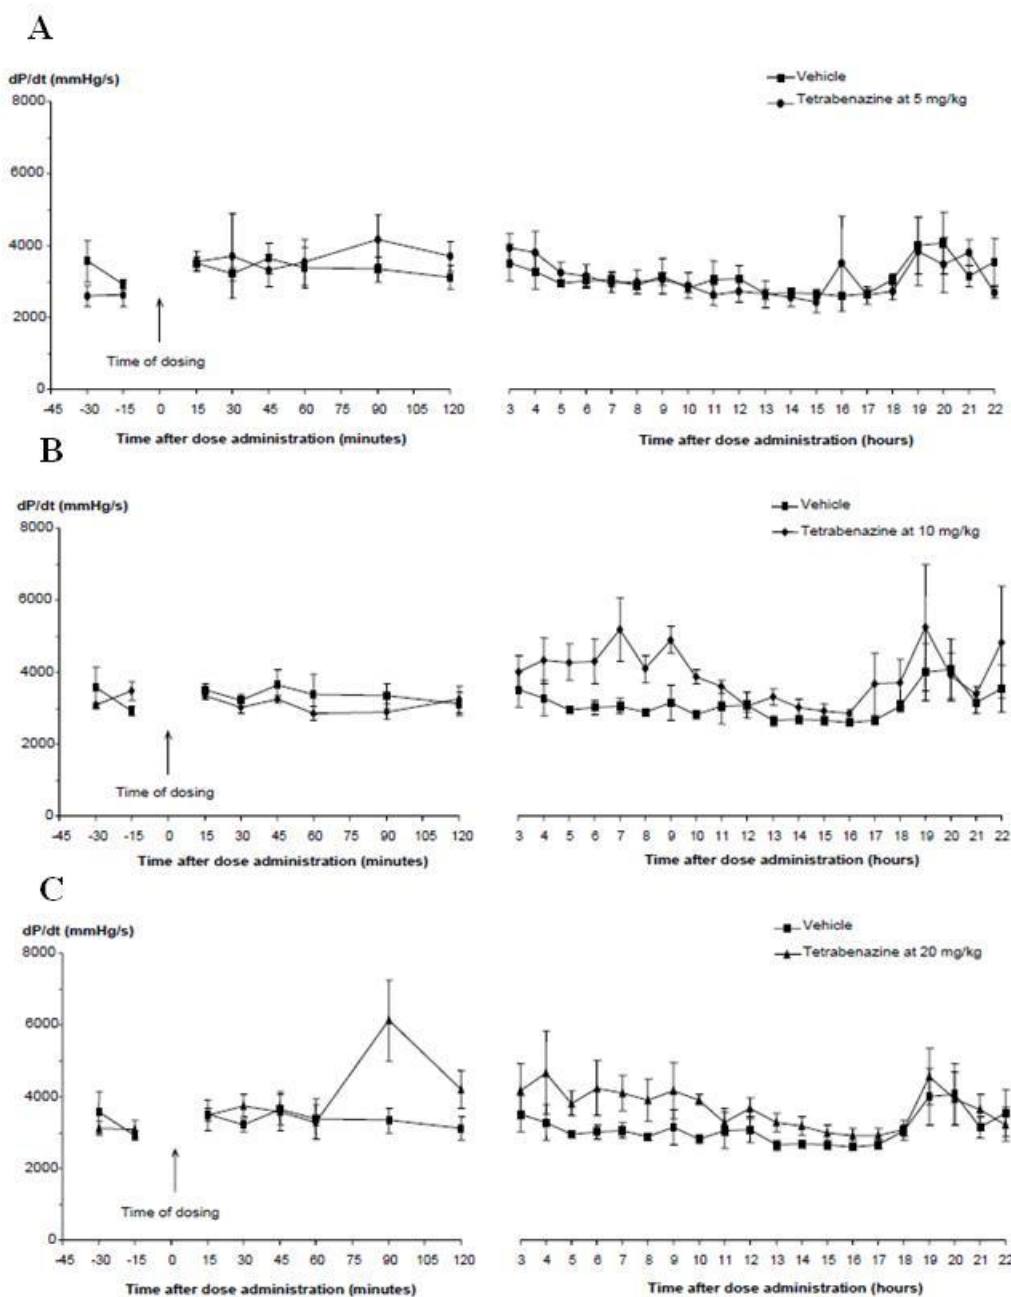 A
dP/dt (mmHg/s)
Vehicle
Tetrabenazine at 5 mg/kg
8000
6000
4000
2000
0
-45 -30 -15 0 15 30 45 60 75 90 105 120
3 4 5 6 7 8 9 10 11 12 13 14 15 16 17 18 19 20 21 22
Time of dosing
Time after dose administration (minutes)
Time after dose administration (hours)
B
dP/dt (mmHg/s)
Vehicle
Tetrabenazine at 10 mg/kg
8000
6000
4000
2000
0
-45 -30 -15 0 15 30 45 60 75 90 105 120
3 4 5 6 7 8 9 10 11 12 13 14 15 16 17 18 19 20 21 22
Time of dosing
Time after dose administration (minutes)
Time after dose administration (hours)
C
dP/dt (mmHg/s)
Vehicle
Tetrabenazine at 20 mg/kg
8000
6000
4000
2000
0
-45 -30 -15 0 15 30 45 60 75 90 105 120
3 4 5 6 7 8 9 10 11 12 13 14 15 16 17 18 19 20 21 22
Time of dosing
Time after dose administration (minutes)
Time after dose administration (hours)